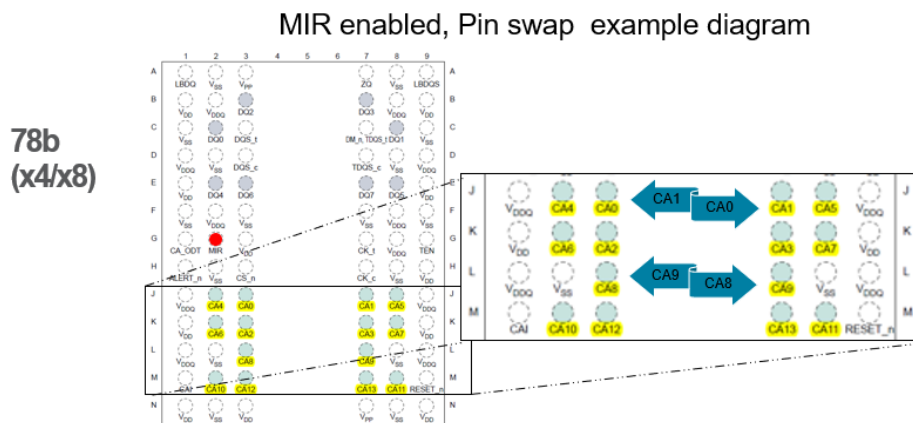 MIR enabled, Pin swap example diagram
78b
(x4/x8)
1 2 3 4 5 6 7 8 9
A A
LBDQ VSS VPP ZQ VSS LBDQS
B B
VDD VDDQ DQ2 DQ3 VDDQ VDD
C C
VSS DQ0 DQS_t DM_n, TDQS_t DQ1 VSS
D D
VDDQ VSS DQS_c TDQS_c VSS VDDQ
E E
VDD DQ4 DQ6 DQ7 DQ5 VDD
F F
VSS VDDQ VSS VSS VDDQ VSS
G G
CA_ODT MIR VDD CK_t VDDQ TEN
H H
ALERT_n VSS CS_n CK_c VSS VDD
J J
VDDQ CA4 CA0 CA1 CA5 VDDQ
K K
VDD CA6 CA2 CA3 CA7 VDD
L L
VDDQ VSS CA8 CA9 VSS VDDQ
M M
CAI CA10 CA12 CA13 CA11 RESET_n
N N
VDD VSS VDD VPP VSS VDD
J CA1 CA0 J
VDDQ CA4 CA0 CA1 CA5 VDDQ
K K
VDD CA6 CA2 CA3 CA7 VDD
L CA9 CA8 L
VDDQ VSS CA8 CA9 VSS VDDQ
M M
CAI CA10 CA12 CA13 CA11 RESET_n